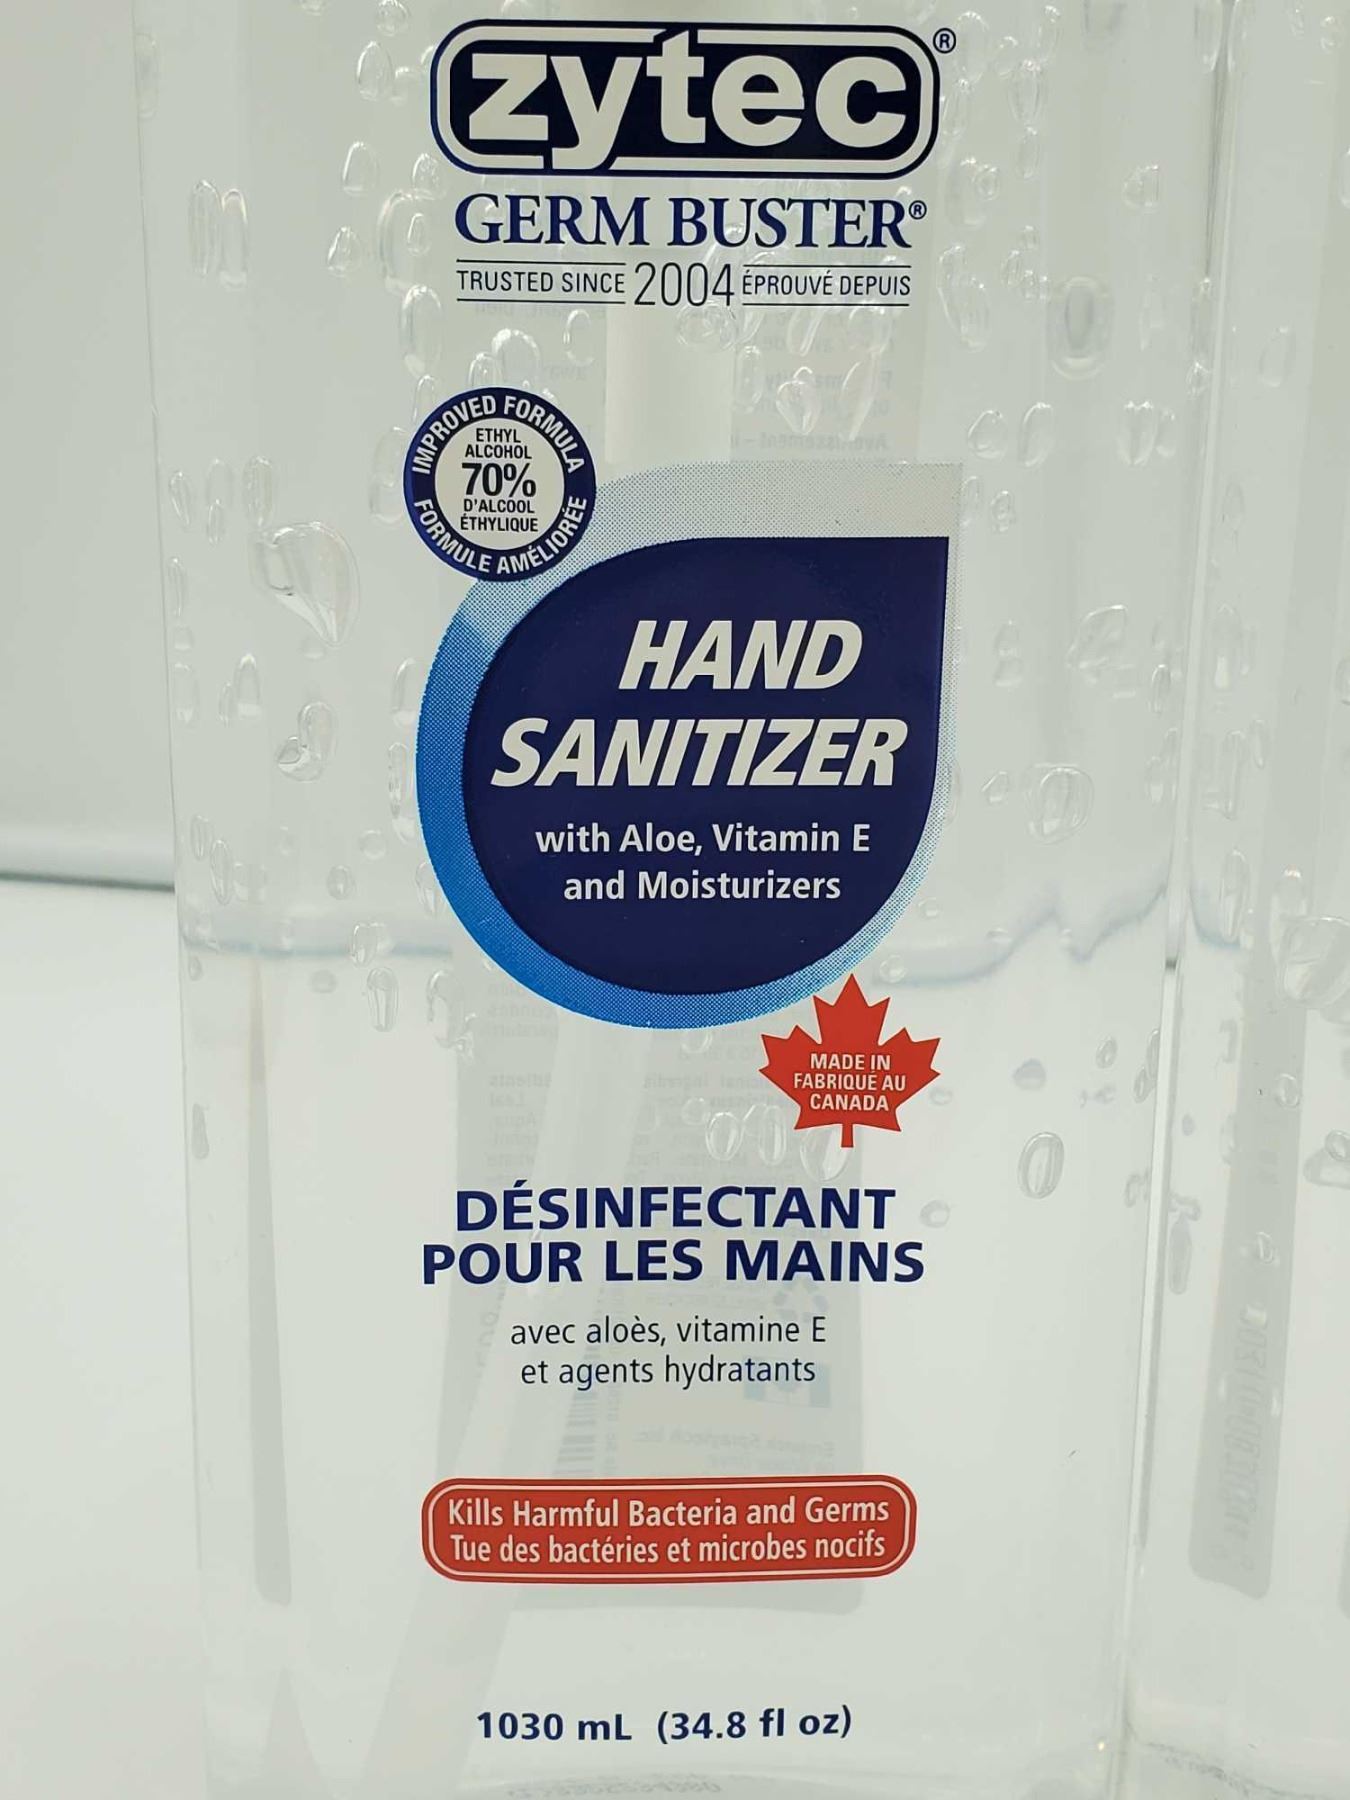 zytec®
GERM BUSTER®
TRUSTED SINCE 2004 ÉPROUVÉ DEPUIS
IMPROVED FORMULA
ETHYL
ALCOHOL
70%
D'ALCOOL
ÉTHYLIQUE
FORMULE AMÉLIORÉE
HAND
SANITIZER
with Aloe, Vitamin E
and Moisturizers
MADE IN
FABRIQUÉ AU
CANADA
DÉSINFECTANT
POUR LES MAINS
avec aloès, vitamine E
et agents hydratants
Kills Harmful Bacteria and Germs
Tue des bactéries et microbes nocifs
1030 mL (34.8 fl oz)